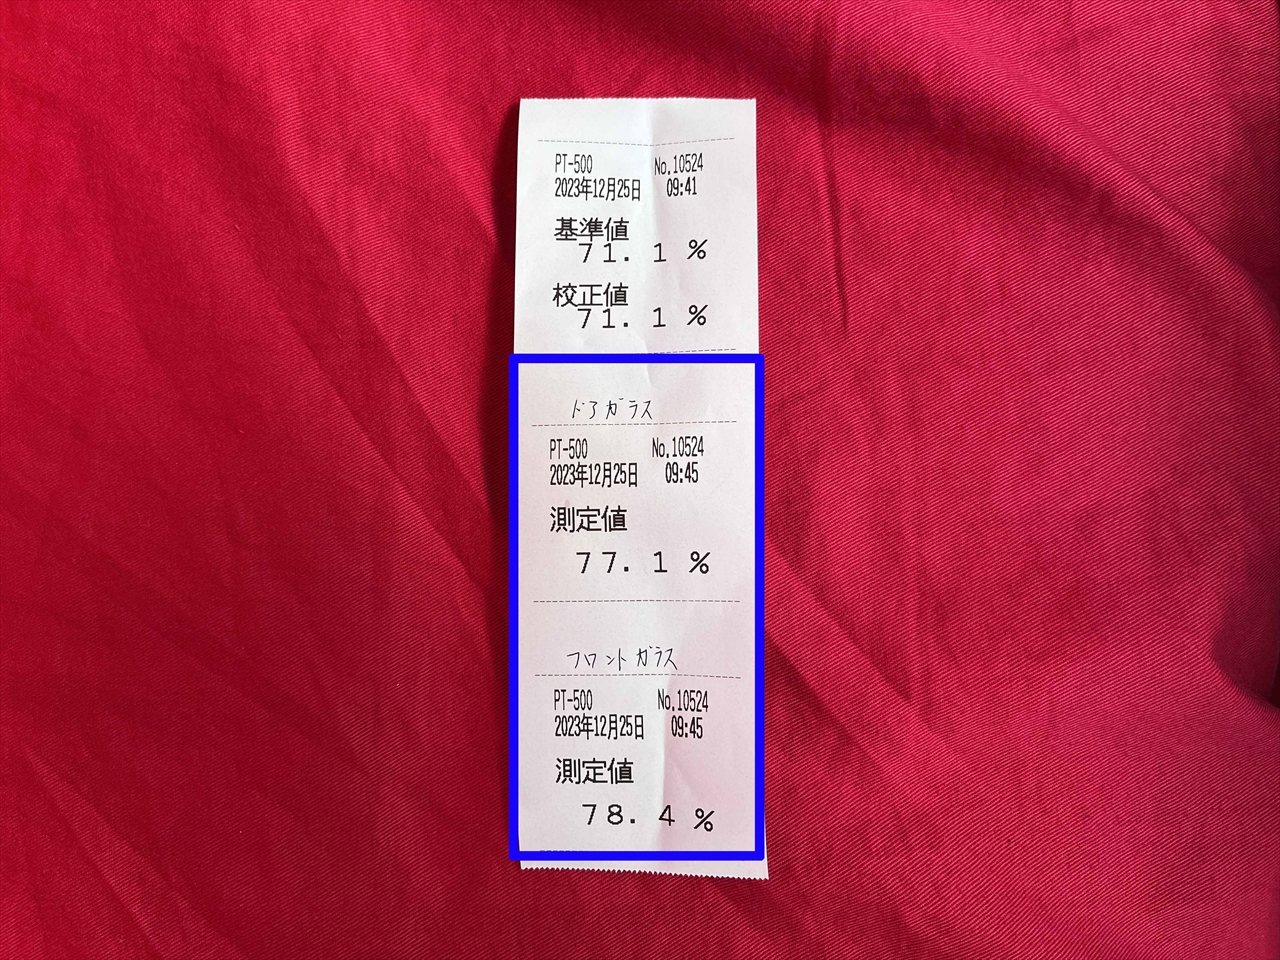 PT-500 No.10524
2023年12月25日 09:41
基準値
71.1 %
校正値
71.1 %
ドアガラス
PT-500 No.10524
2023年12月25日 09:45
測定値
77.1 %
フロントガラス
PT-500 No.10524
2023年12月25日 09:45
測定値
78.4 %